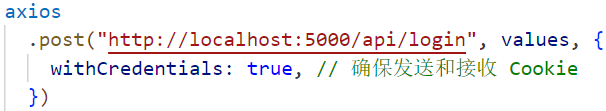 axios
.post("http://localhost:5000/api/login", values, {
withCredentials: true, // 确保发送和接收 Cookie
})